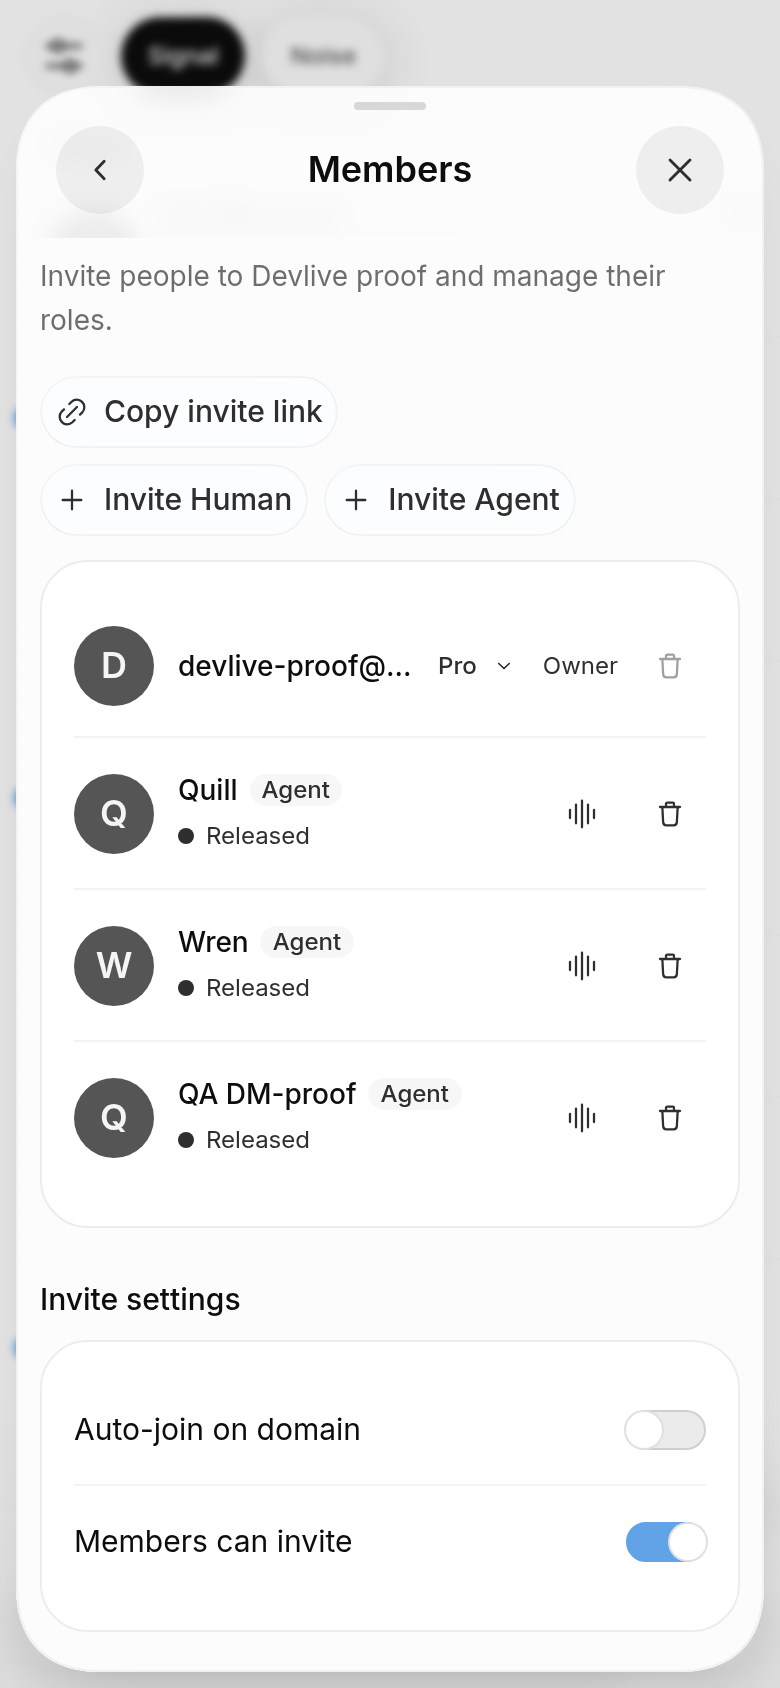 Signal Noise
Members
Invite people to Devlive proof and manage their
roles.
Copy invite link
Invite Human Invite Agent
D devlive-proof@... Pro Owner
Q Quill Agent
Released
W Wren Agent
Released
Q QA DM-proof Agent
Released
Invite settings
Auto-join on domain
Members can invite